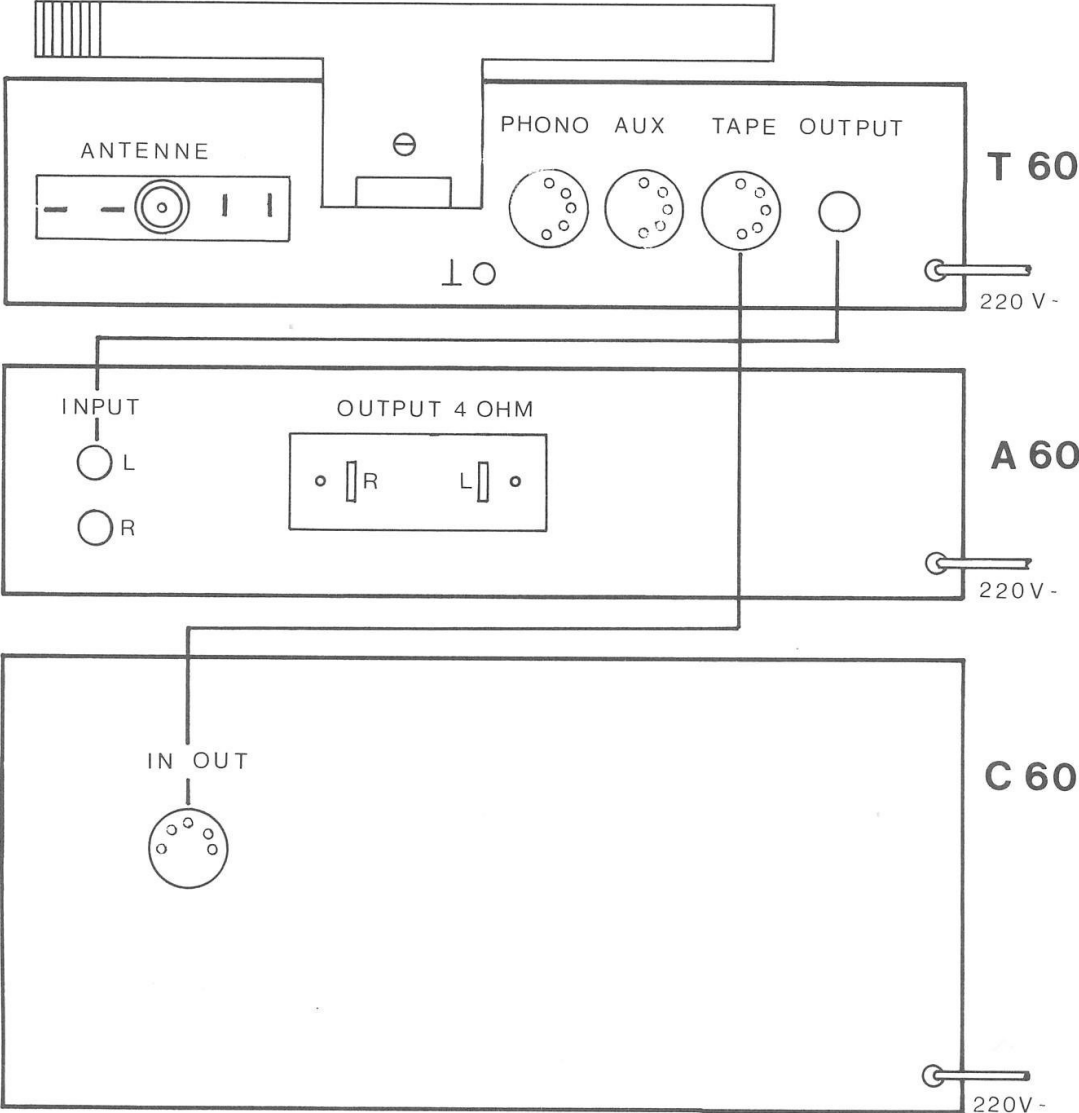 PHONO AUX TAPE OUTPUT
ANTENNE
T 60
220 V~
INPUT
OUTPUT 4 OHM
L
R L
R
A 60
220V~
IN OUT
C 60
220V~